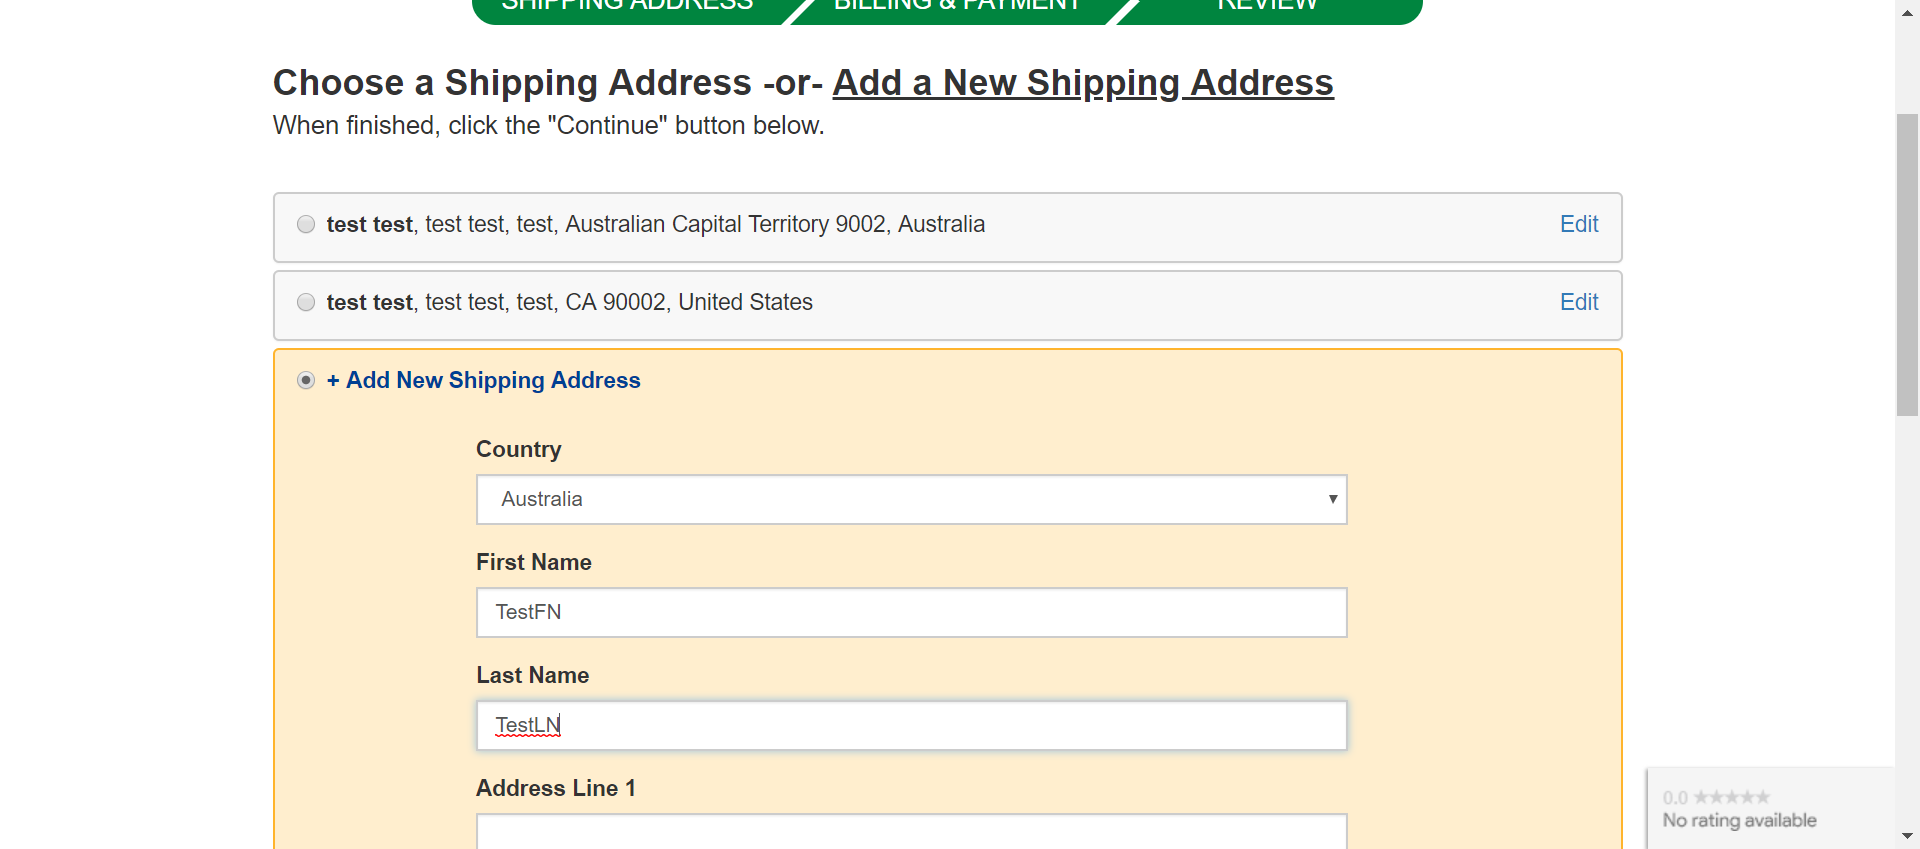 SHIPPING ADDRESS BILLING & PAYMENT REVIEW
Choose a Shipping Address -or- Add a New Shipping Address
When finished, click the "Continue" button below.
test test, test test, test, Australian Capital Territory 9002, Australia Edit
test test, test test, test, CA 90002, United States Edit
+ Add New Shipping Address
Country
Australia
First Name
TestFN
Last Name
TestLN
Address Line 1
0.0 ★★★★★
No rating available